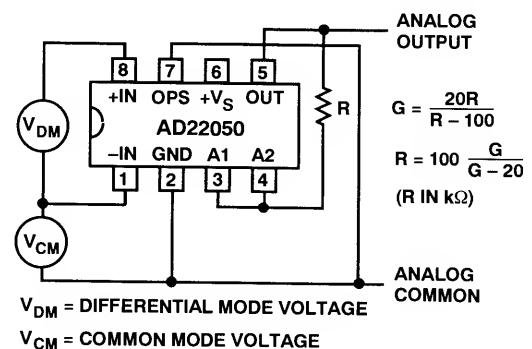 ANALOG
OUTPUT
8 7 6 5
+IN OPS +VS OUT
AD22050
-IN GND A1 A2
1 2 3 4
VDM
VCM
R
G = 20R / R – 100
R = 100 G / G – 20
(R IN kΩ)
ANALOG
COMMON
VDM = DIFFERENTIAL MODE VOLTAGE
VCM = COMMON MODE VOLTAGE